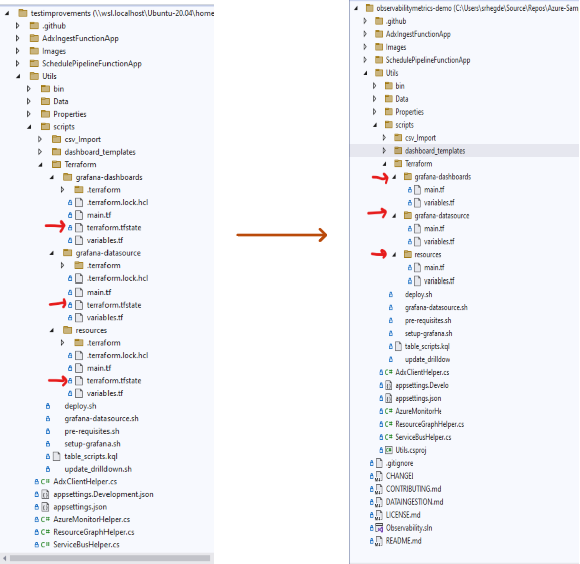 testimprovements (\\wsl.localhost\Ubuntu-20.04\home
.github
AdxIngestFunctionApp
Images
SchedulePipelineFunctionApp
Utils
bin
Data
Properties
scripts
csv_Import
dashboard_templates
Terraform
grafana-dashboards
.terraform
.terraform.lock.hcl
main.tf
terraform.tfstate
variables.tf
grafana-datasource
.terraform
.terraform.lock.hcl
main.tf
terraform.tfstate
variables.tf
resources
.terraform
.terraform.lock.hcl
main.tf
terraform.tfstate
variables.tf
deploy.sh
grafana-datasource.sh
pre-requisites.sh
setup-grafana.sh
table_scripts.kql
update_drilldown.sh
C# AdxClientHelper.cs
appsettings.Development.json
appsettings.json
C# AzureMonitorHelper.cs
C# ResourceGraphHelper.cs
C# ServiceBusHelper.cs
observabilitymetrics-demo (C:\Users\srhegde\Source\Repos\Azure-Sam
.github
AdxIngestFunctionApp
Images
SchedulePipelineFunctionApp
Utils
bin
Data
Properties
scripts
csv_Import
dashboard_templates
Terraform
grafana-dashboards
main.tf
variables.tf
grafana-datasource
main.tf
variables.tf
resources
main.tf
variables.tf
deploy.sh
grafana-datasource.sh
pre-requisites.sh
setup-grafana.sh
table_scripts.kql
update_drilldow
C# AdxClientHelper.cs
appsettings.Develo
appsettings.json
C# AzureMonitorHe
C# ResourceGraphHelper.cs
C# ServiceBusHelper.cs
C# Utils.csproj
.gitignore
CHANGEl
CONTRIBUTING.md
DATAINGESTION.md
LICENSE.md
Observability.sln
README.md